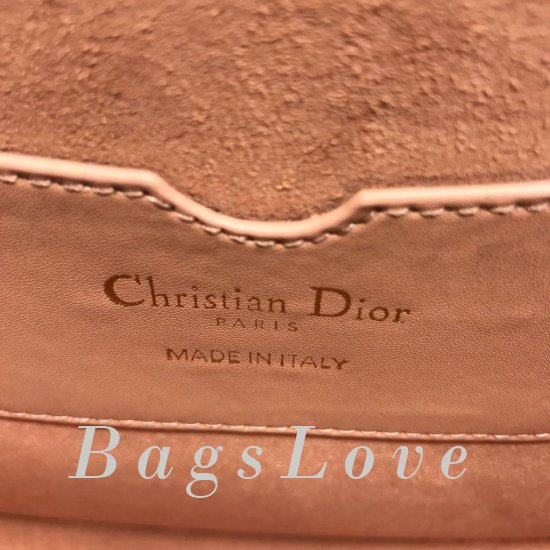 Christian Dior
PARIS
MADE IN ITALY
BagsLove